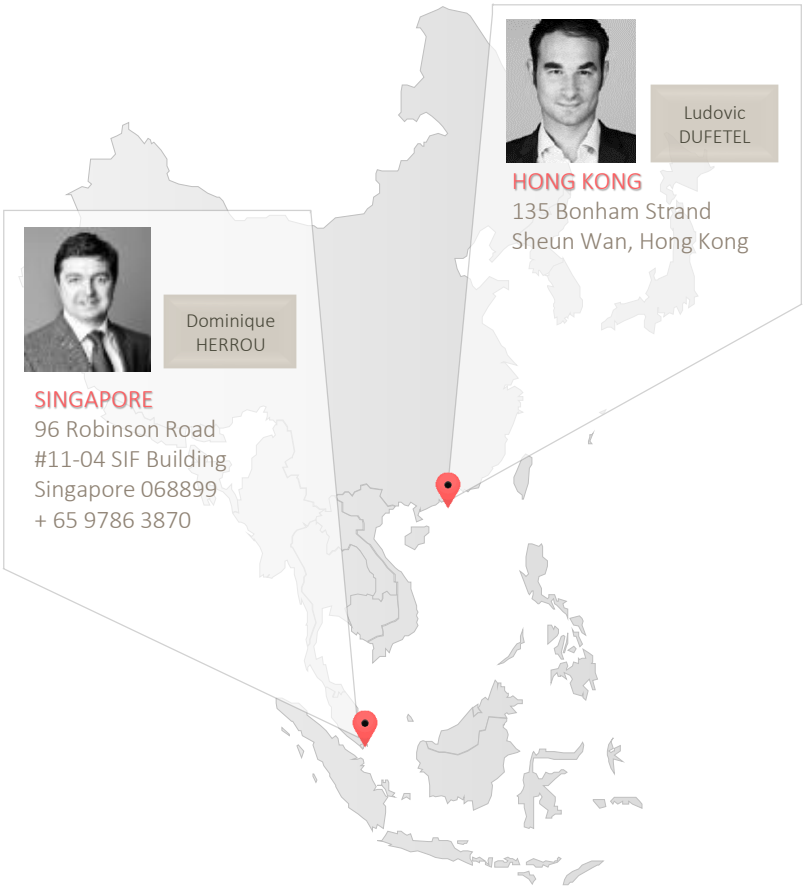 Ludovic
DUFETEL
HONG KONG
135 Bonham Strand
Sheun Wan, Hong Kong
Dominique
HERROU
SINGAPORE
96 Robinson Road
#11-04 SIF Building
Singapore 068899
+ 65 9786 3870